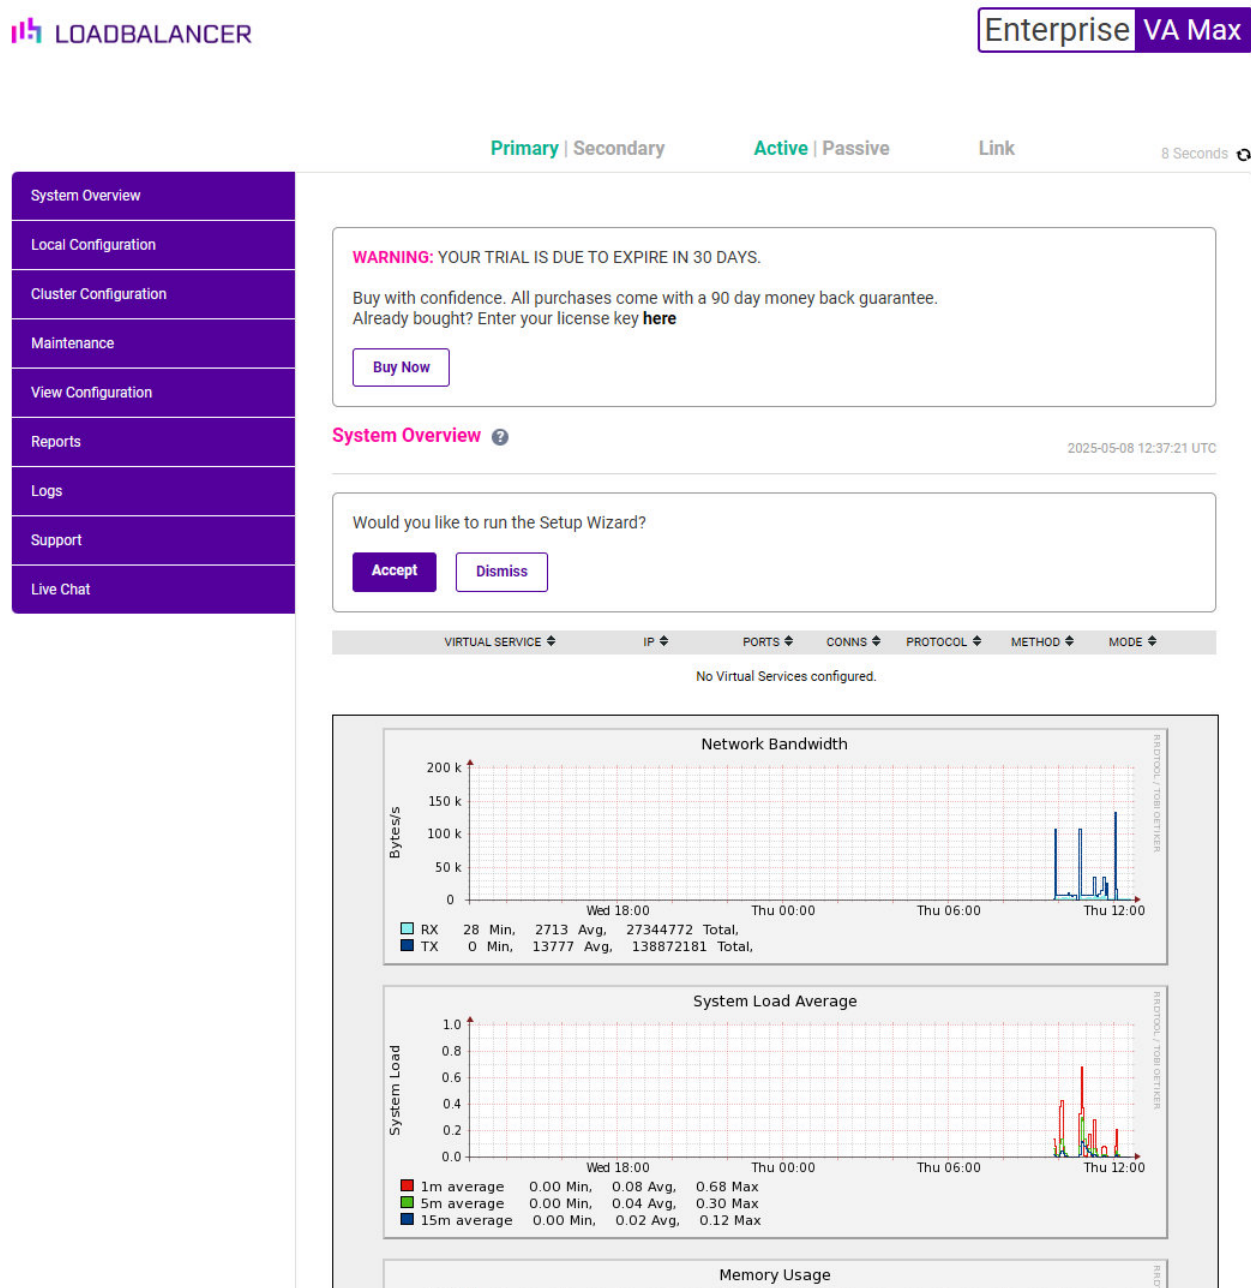 LOADBALANCER
Enterprise VA Max
Primary | Secondary Active | Passive Link 8 Seconds
System Overview
Local Configuration
Cluster Configuration
Maintenance
View Configuration
Reports
Logs
Support
Live Chat
WARNING: YOUR TRIAL IS DUE TO EXPIRE IN 30 DAYS.
Buy with confidence. All purchases come with a 90 day money back guarantee.
Already bought? Enter your license key here
Buy Now
System Overview ?
2025-05-08 12:37:21 UTC
Would you like to run the Setup Wizard?
Accept Dismiss
VIRTUAL SERVICE IP PORTS CONNS PROTOCOL METHOD MODE
No Virtual Services configured.
Network Bandwidth
RRDTOOL / TOBI OETIKER
Bytes/s
200 k
150 k
100 k
50 k
0
Wed 18:00 Thu 00:00 Thu 06:00 Thu 12:00
RX 28 Min, 2713 Avg, 27344772 Total,
TX 0 Min, 13777 Avg, 138872181 Total,
System Load Average
RRDTOOL / TOBI OETIKER
System Load
1.0
0.8
0.6
0.4
0.2
0.0
Wed 18:00 Thu 00:00 Thu 06:00 Thu 12:00
1m average 0.00 Min, 0.08 Avg, 0.68 Max
5m average 0.00 Min, 0.04 Avg, 0.30 Max
15m average 0.00 Min, 0.02 Avg, 0.12 Max
Memory Usage